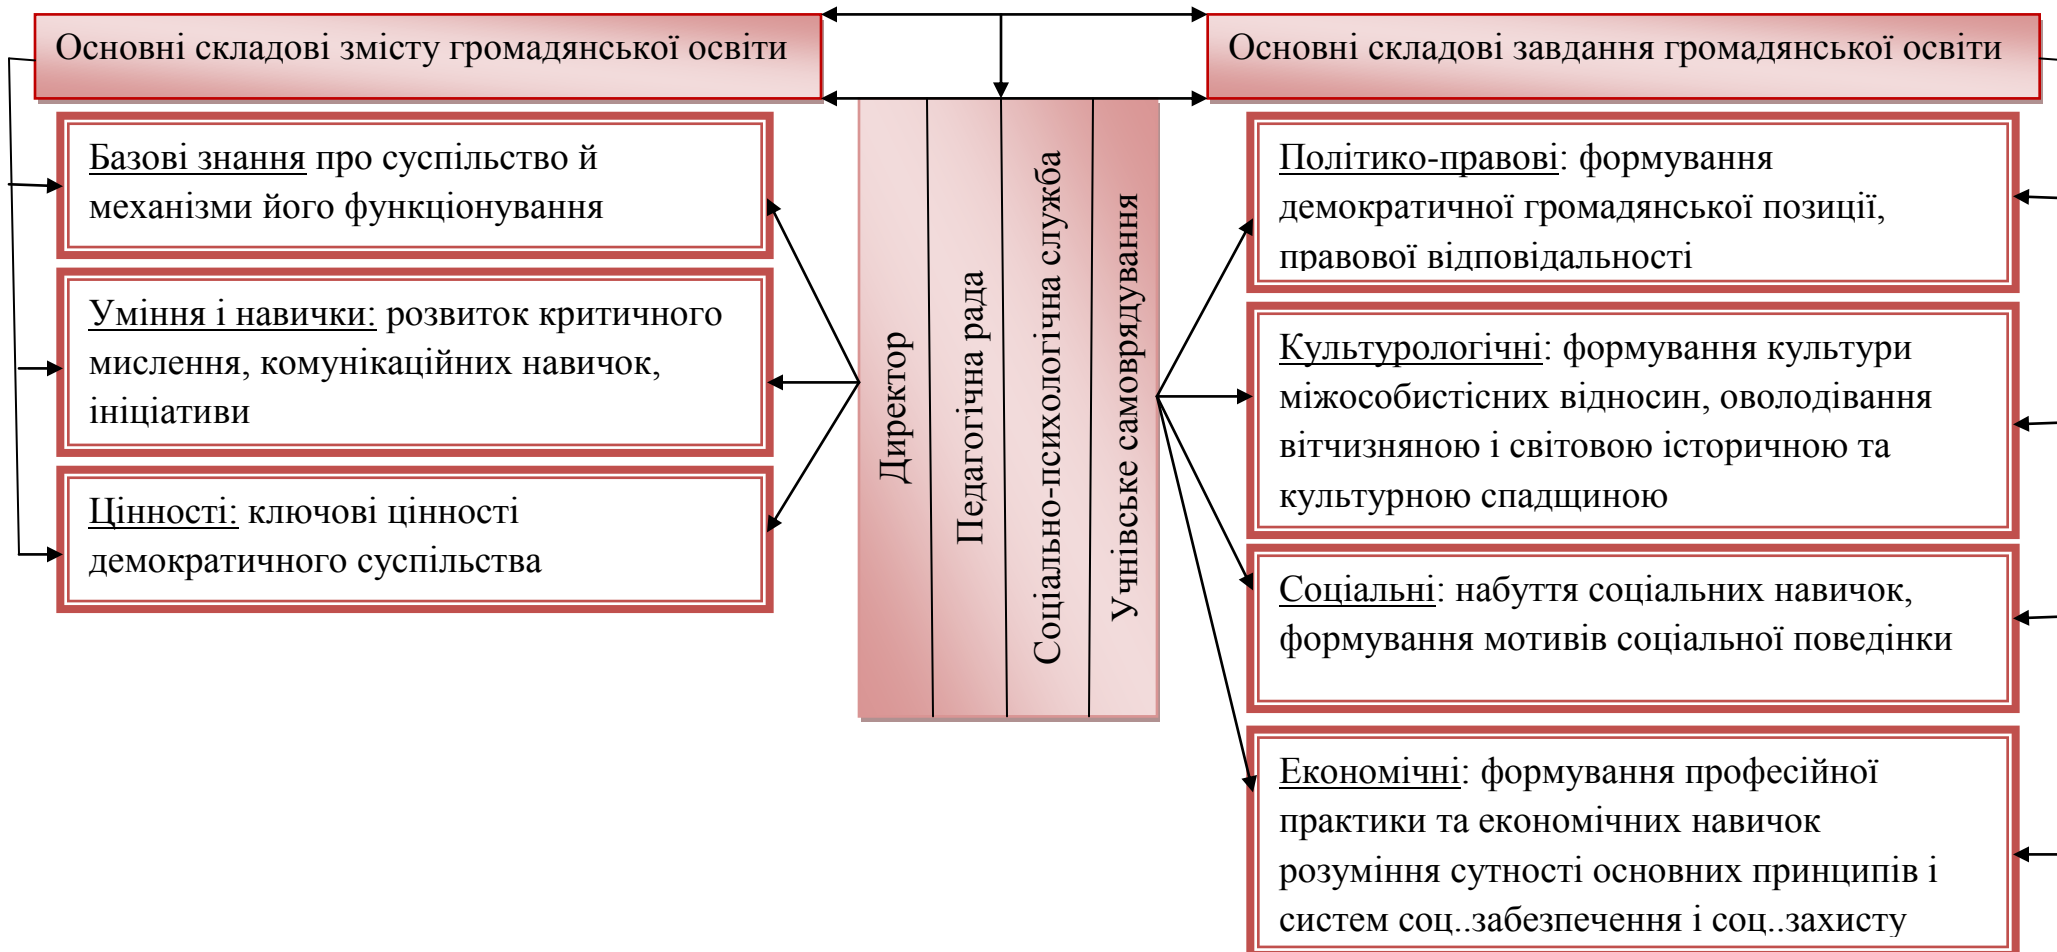 Основні складові змісту громадянської освіти
Базові знання про суспільство й
механізми його функціонування
Уміння і навички: розвиток критичного
мислення, комунікаційних навичок,
ініціативи
Цінності: ключові цінності
демократичного суспільства
Директор
Педагогічна рада
Соціально-психологічна служба
Учнівське самоврядування
Основні складові завдання громадянської освіти
Політико-правові: формування
демократичної громадянської позиції,
правової відповідальності
Культурологічні: формування культури
міжособистісних відносин, оволодівання
вітчизняною і світовою історичною та
культурною спадщиною
Соціальні: набуття соціальних навичок,
формування мотивів соціальної поведінки
Економічні: формування професійної
практики та економічних навичок
розуміння сутності основних принципів і
систем соц..забезпечення і соц..захисту